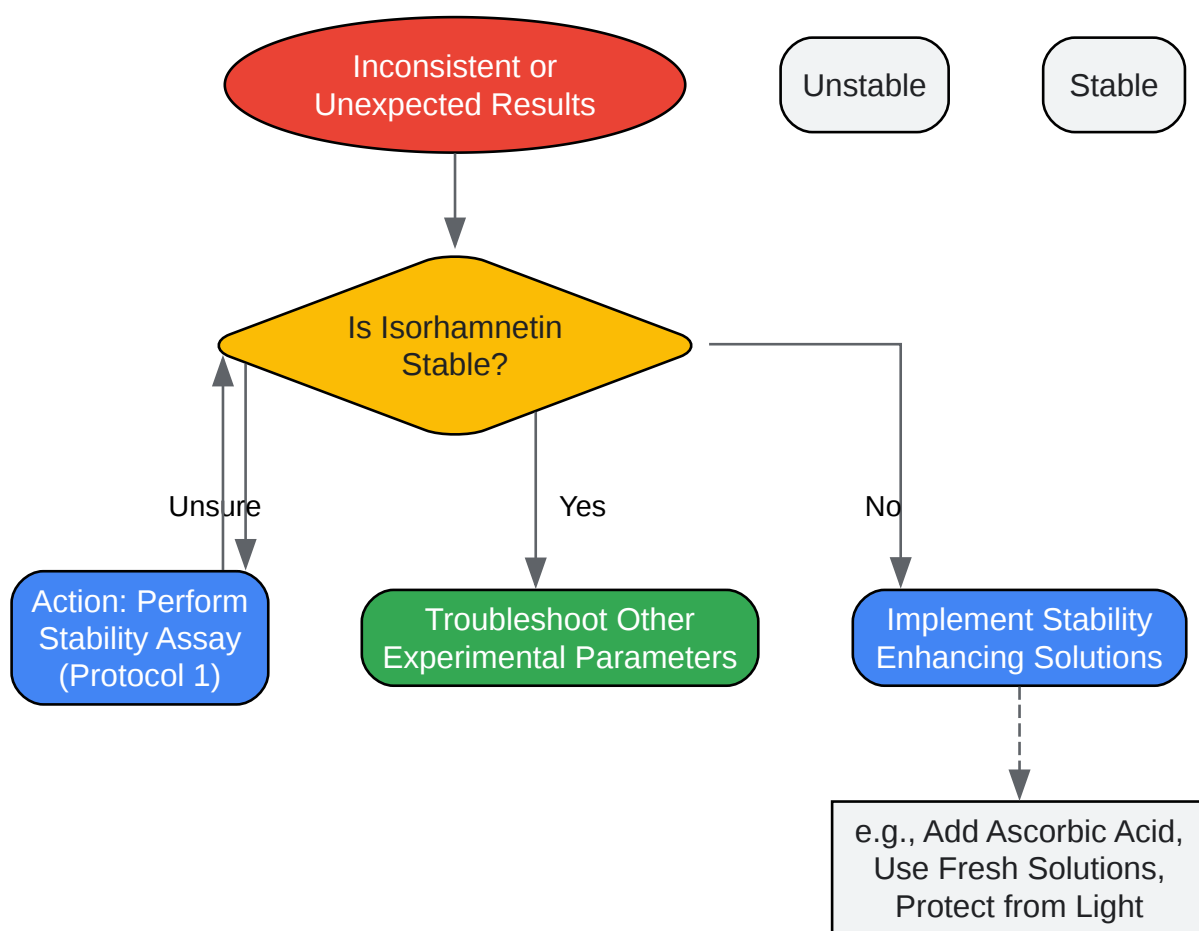 Inconsistent or
Unexpected Results
Unstable
Stable
Is Isorhamnetin
Stable?
Unsure
Yes
No
Action: Perform
Stability Assay
(Protocol 1)
Troubleshoot Other
Experimental Parameters
Implement Stability
Enhancing Solutions
e.g., Add Ascorbic Acid,
Use Fresh Solutions,
Protect from Light